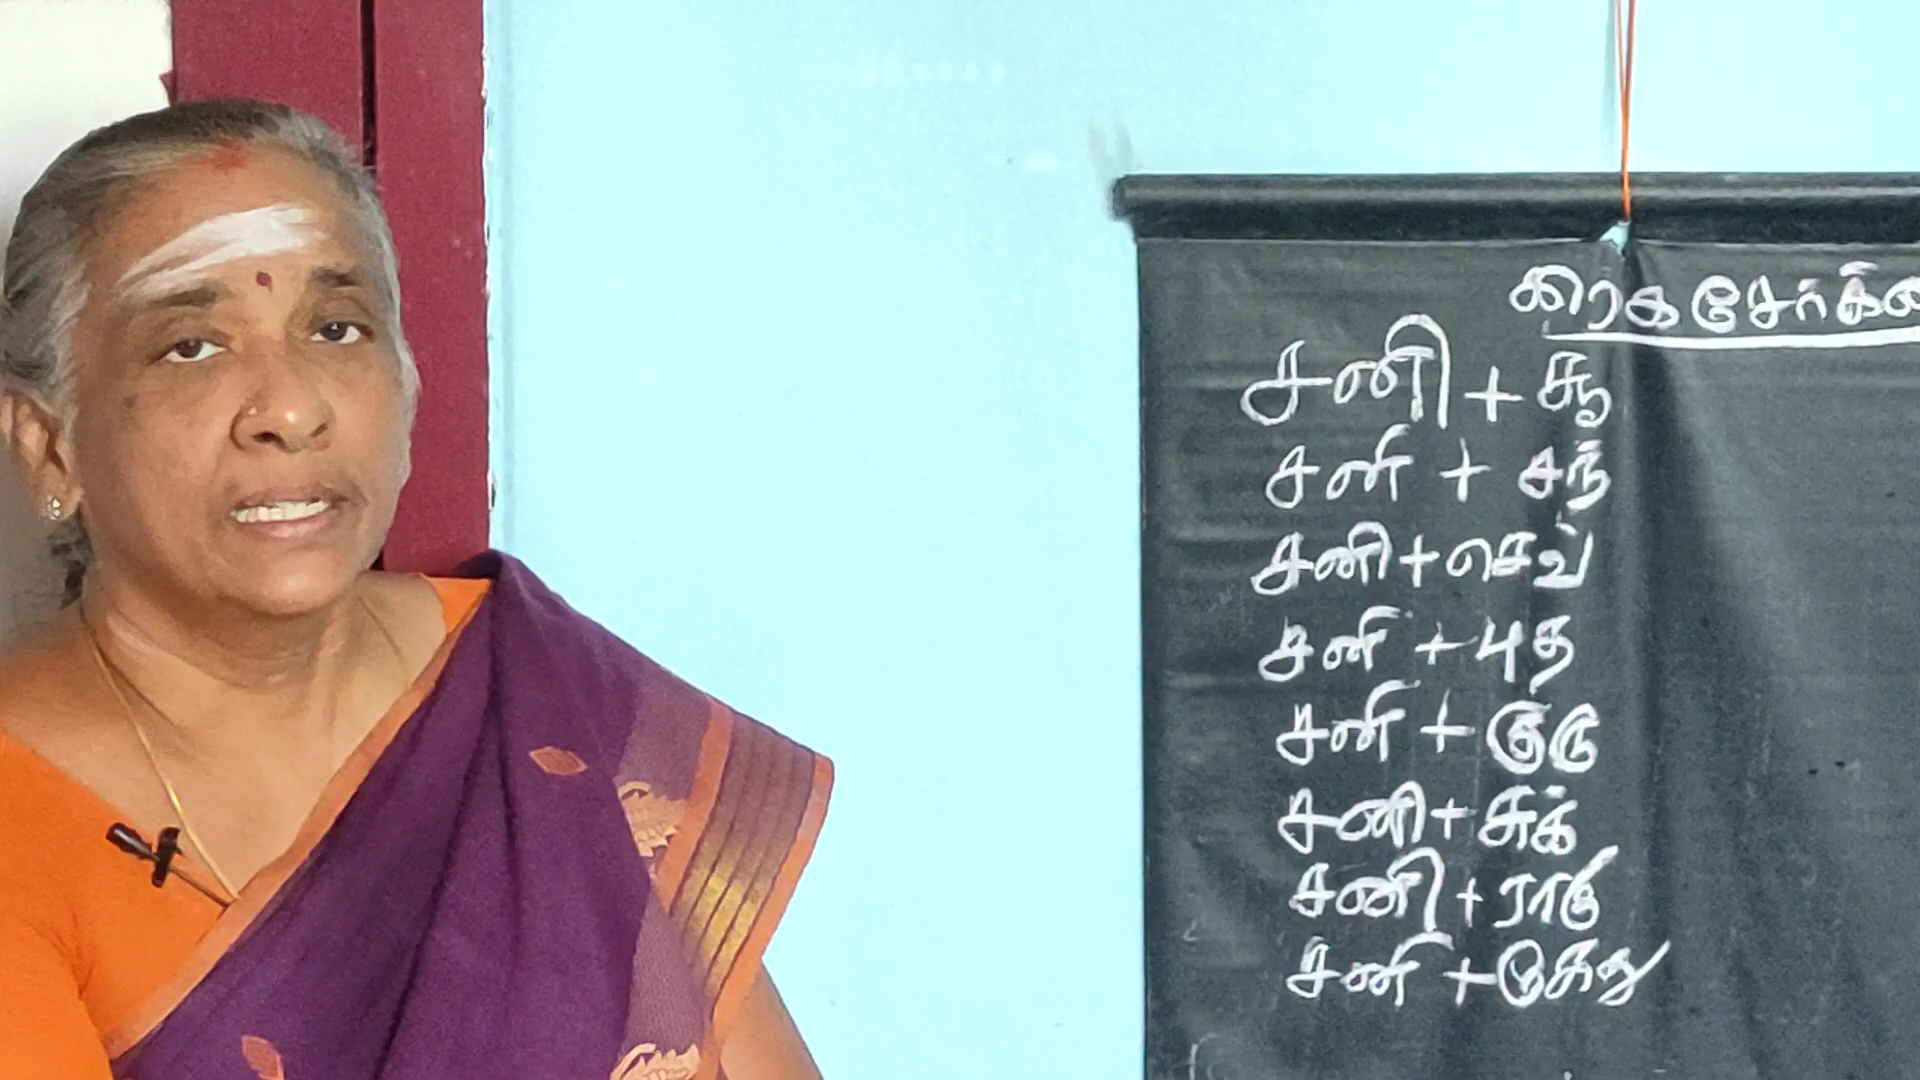 கிரகசேர்க்கை
சனி + சூ
சனி + சந்
சனி + செவ்
சனி + புத
சனி + குரு
சனி + சுக்
சனி + ராகு
சனி + கேது